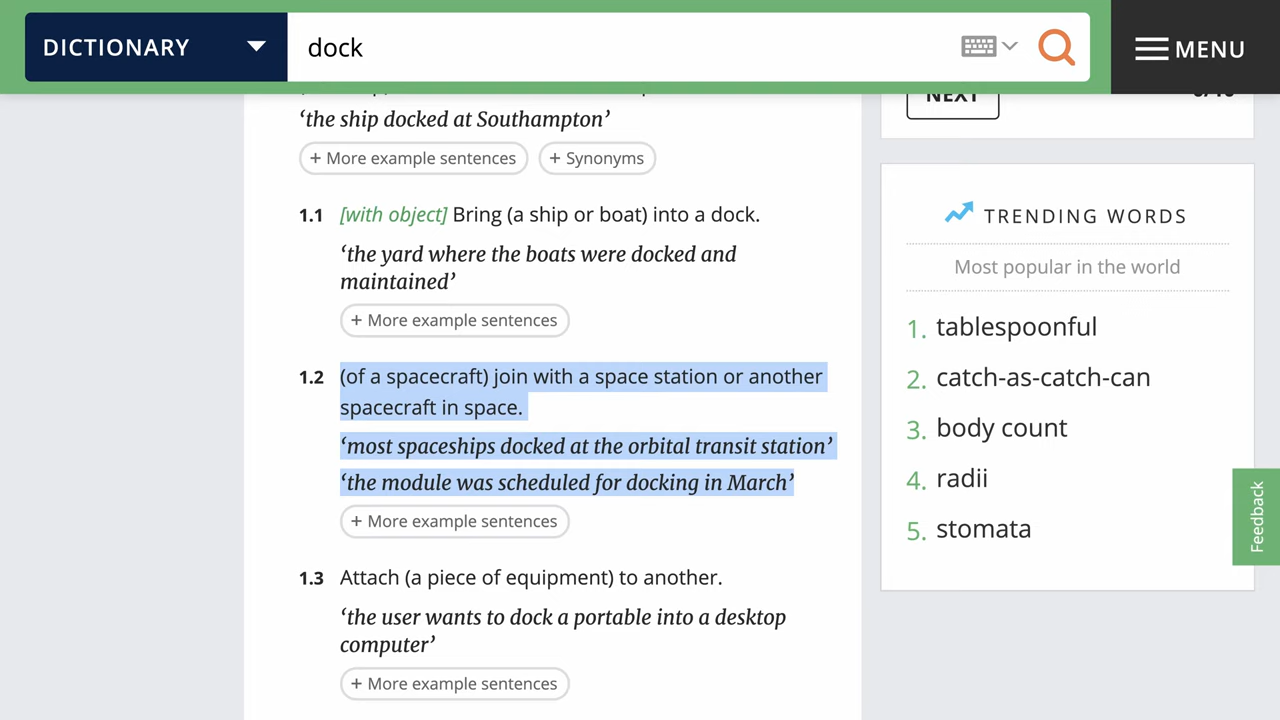 DICTIONARY
dock
MENU
‘the ship docked at Southampton’
+ More example sentences
+ Synonyms
1.1 [with object] Bring (a ship or boat) into a dock.
‘the yard where the boats were docked and
maintained’
+ More example sentences
1.2 (of a spacecraft) join with a space station or another
spacecraft in space.
‘most spaceships docked at the orbital transit station’
‘the module was scheduled for docking in March’
+ More example sentences
1.3 Attach (a piece of equipment) to another.
‘the user wants to dock a portable into a desktop
computer’
+ More example sentences
NEXT
TRENDING WORDS
Most popular in the world
1. tablespoonful
2. catch-as-catch-can
3. body count
4. radii
5. stomata
Feedback